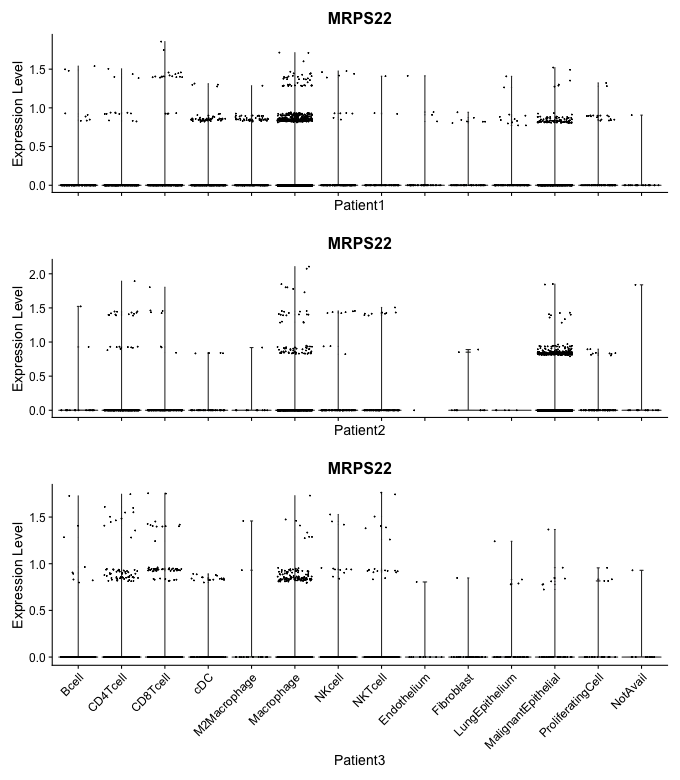 MRPS22
Expression Level
1.5
1.0
0.5
0.0
Patient1
MRPS22
Expression Level
2.0
1.5
1.0
0.5
0.0
Patient2
MRPS22
Expression Level
1.5
1.0
0.5
0.0
Bcell
CD4Tcell
CD8Tcell
cDC
M2Macrophage
Macrophage
NKcell
NKTcell
Endothelium
Fibroblast
LungEpithelium
MalignantEpithelial
ProliferatingCell
NotAvail
Patient3